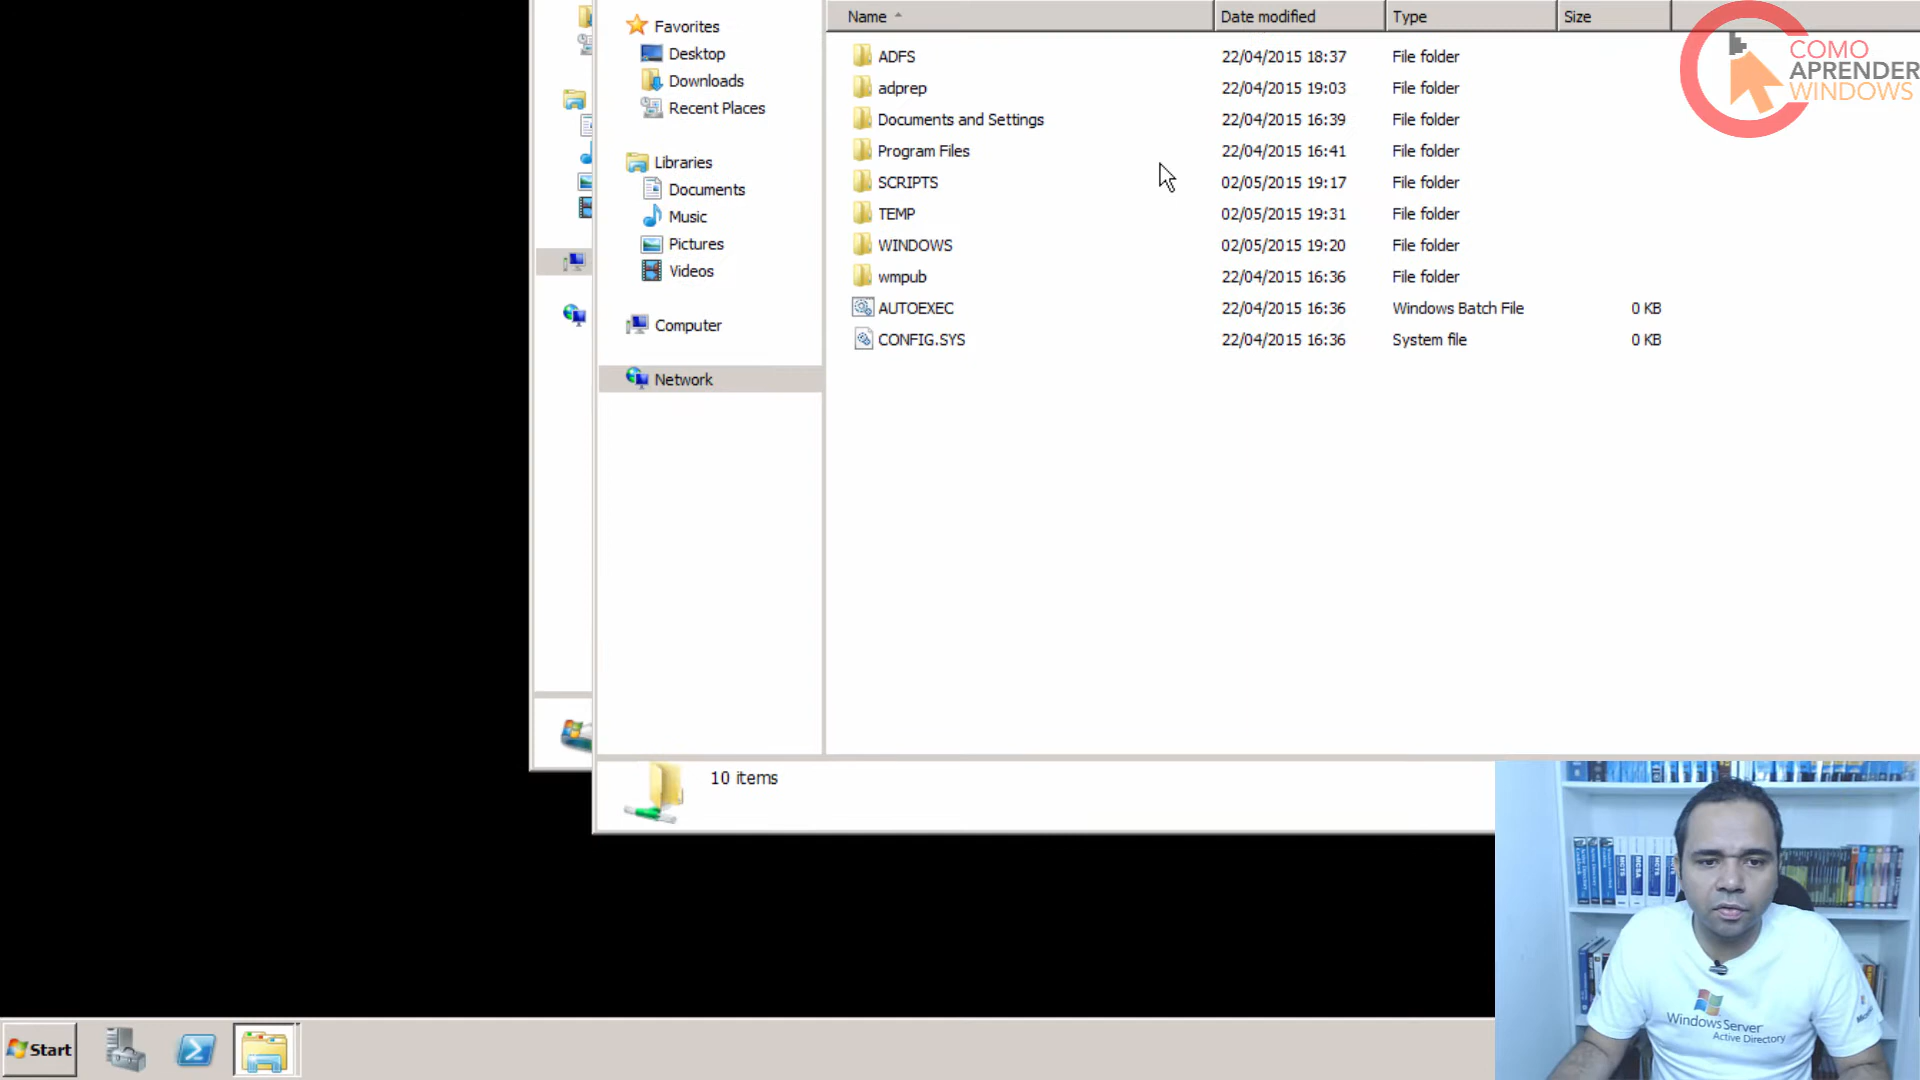 Name Date modified Type Size
Favorites
Desktop
Downloads
Recent Places
Libraries
Documents
Music
Pictures
Videos
Computer
Network
ADFS 22/04/2015 18:37 File folder
adprep 22/04/2015 19:03 File folder
Documents and Settings 22/04/2015 16:39 File folder
Program Files 22/04/2015 16:41 File folder
SCRIPTS 02/05/2015 19:17 File folder
TEMP 02/05/2015 19:31 File folder
WINDOWS 02/05/2015 19:20 File folder
wmpub 22/04/2015 16:36 File folder
AUTOEXEC 22/04/2015 16:36 Windows Batch File 0 KB
CONFIG.SYS 22/04/2015 16:36 System file 0 KB
COMO
APRENDER
WINDOWS
10 items
Windows Server
Active Directory
Start